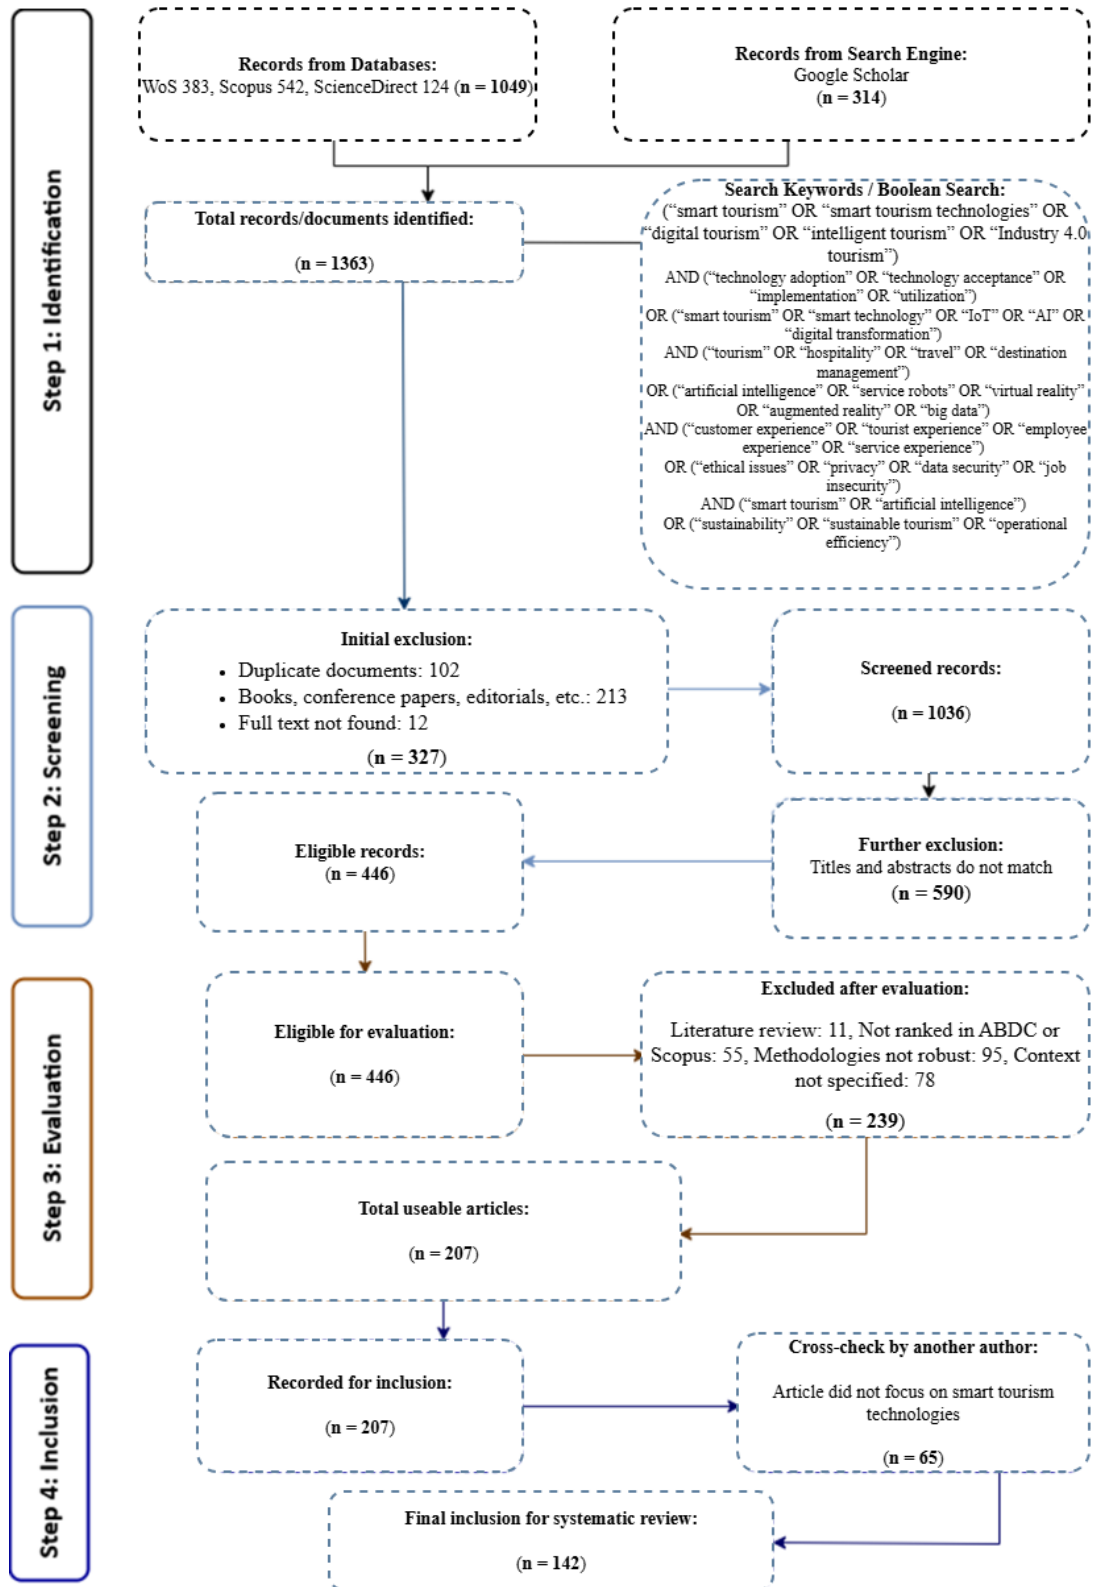 Step 1: Identification
Records from Databases:
WoS 383, Scopus 542, ScienceDirect 124 (n = 1049)
Records from Search Engine:
Google Scholar
(n = 314)
Total records/documents identified:
(n = 1363)
Search Keywords / Boolean Search:
(“smart tourism” OR “smart tourism technologies” OR
“digital tourism” OR “intelligent tourism” OR “Industry 4.0
tourism”)
AND (“technology adoption” OR “technology acceptance” OR
“implementation” OR “utilization”)
OR (“smart tourism” OR “smart technology” OR “IoT” OR “AI” OR
“digital transformation”)
AND (“tourism” OR “hospitality” OR “travel” OR “destination
management”)
OR (“artificial intelligence” OR “service robots” OR “virtual reality”
OR “augmented reality” OR “big data”)
AND (“customer experience” OR “tourist experience” OR “employee
experience” OR “service experience”)
OR (“ethical issues” OR “privacy” OR “data security” OR “job
insecurity”)
AND (“smart tourism” OR “artificial intelligence”)
OR (“sustainability” OR “sustainable tourism” OR “operational
efficiency”)
Step 2: Screening
Initial exclusion:
• Duplicate documents: 102
• Books, conference papers, editorials, etc.: 213
• Full text not found: 12
(n = 327)
Screened records:
(n = 1036)
Further exclusion:
Titles and abstracts do not match
(n = 590)
Eligible records:
(n = 446)
Step 3: Evaluation
Eligible for evaluation:
(n = 446)
Excluded after evaluation:
Literature review: 11, Not ranked in ABDC or
Scopus: 55, Methodologies not robust: 95, Context
not specified: 78
(n = 239)
Total useable articles:
(n = 207)
Step 4: Inclusion
Recorded for inclusion:
(n = 207)
Cross-check by another author:
Article did not focus on smart tourism
technologies
(n = 65)
Final inclusion for systematic review:
(n = 142)